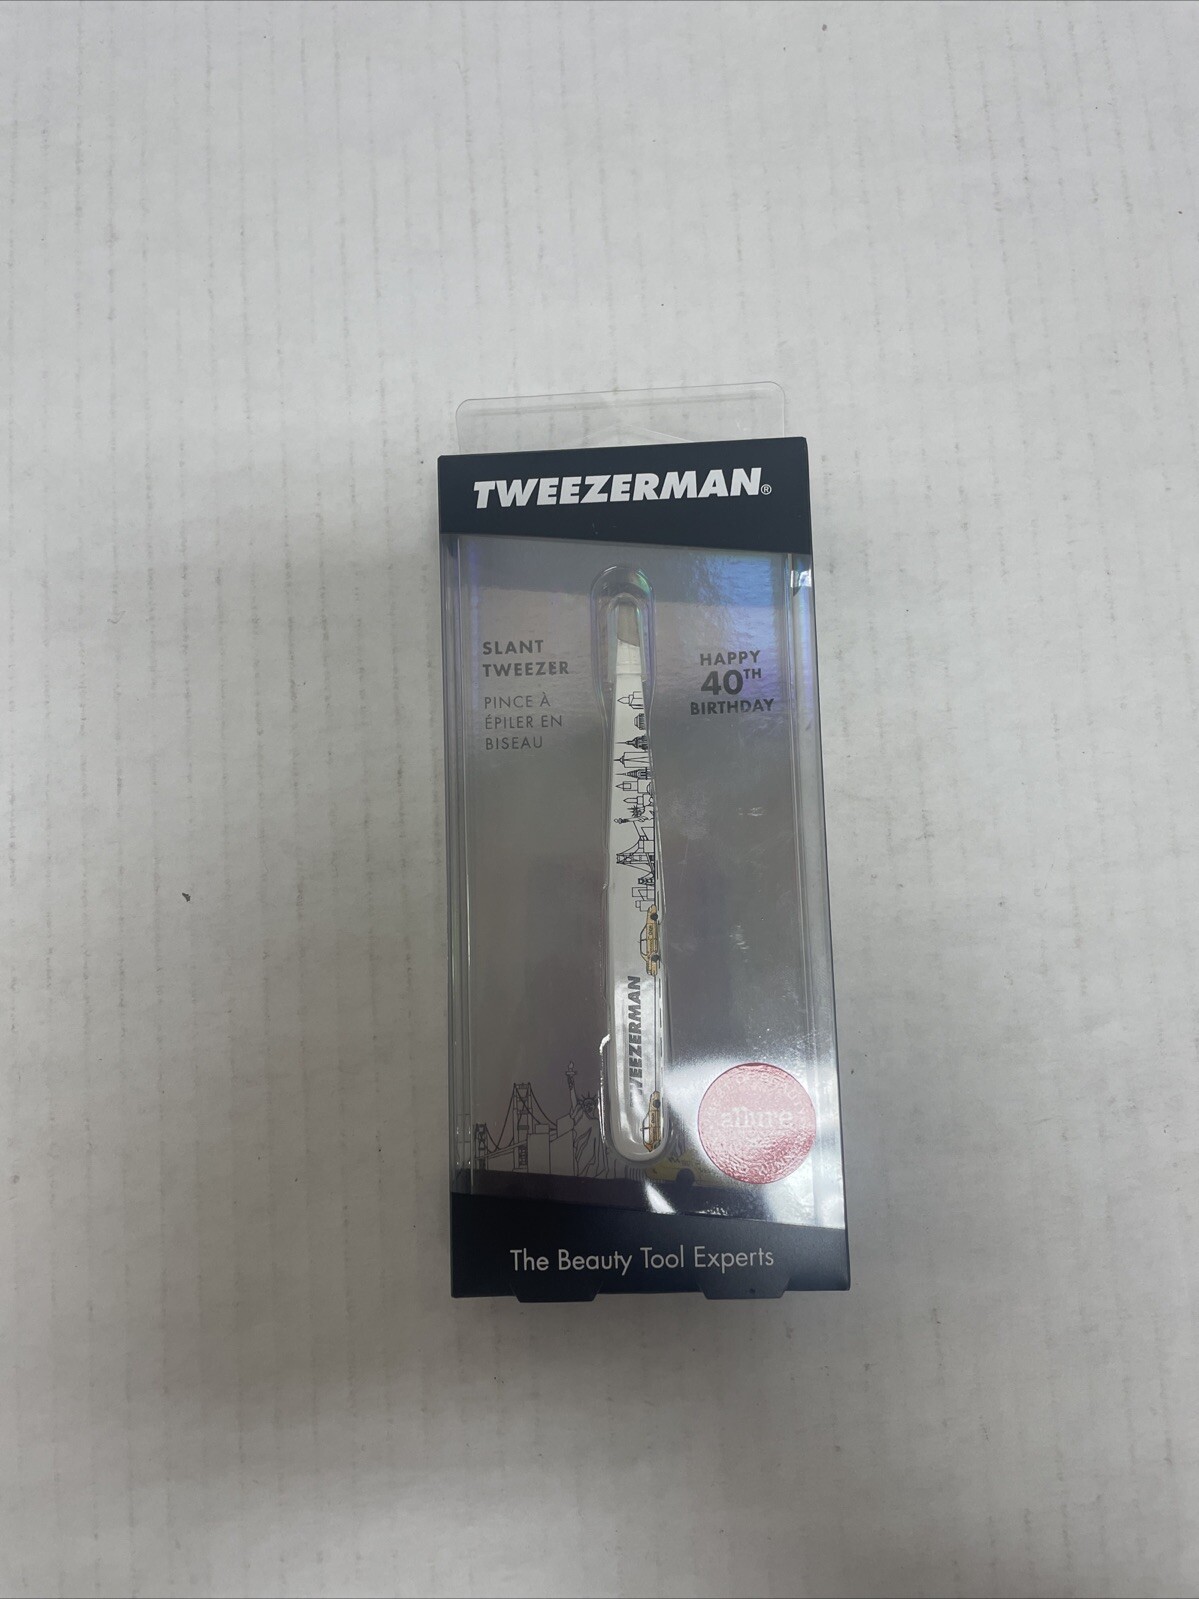 TWEEZERMAN®
SLANT
TWEEZER
PINCE À
ÉPILER EN
BISEAU
HAPPY
40TH
BIRTHDAY
TWEEZERMAN
allure
The Beauty Tool Experts